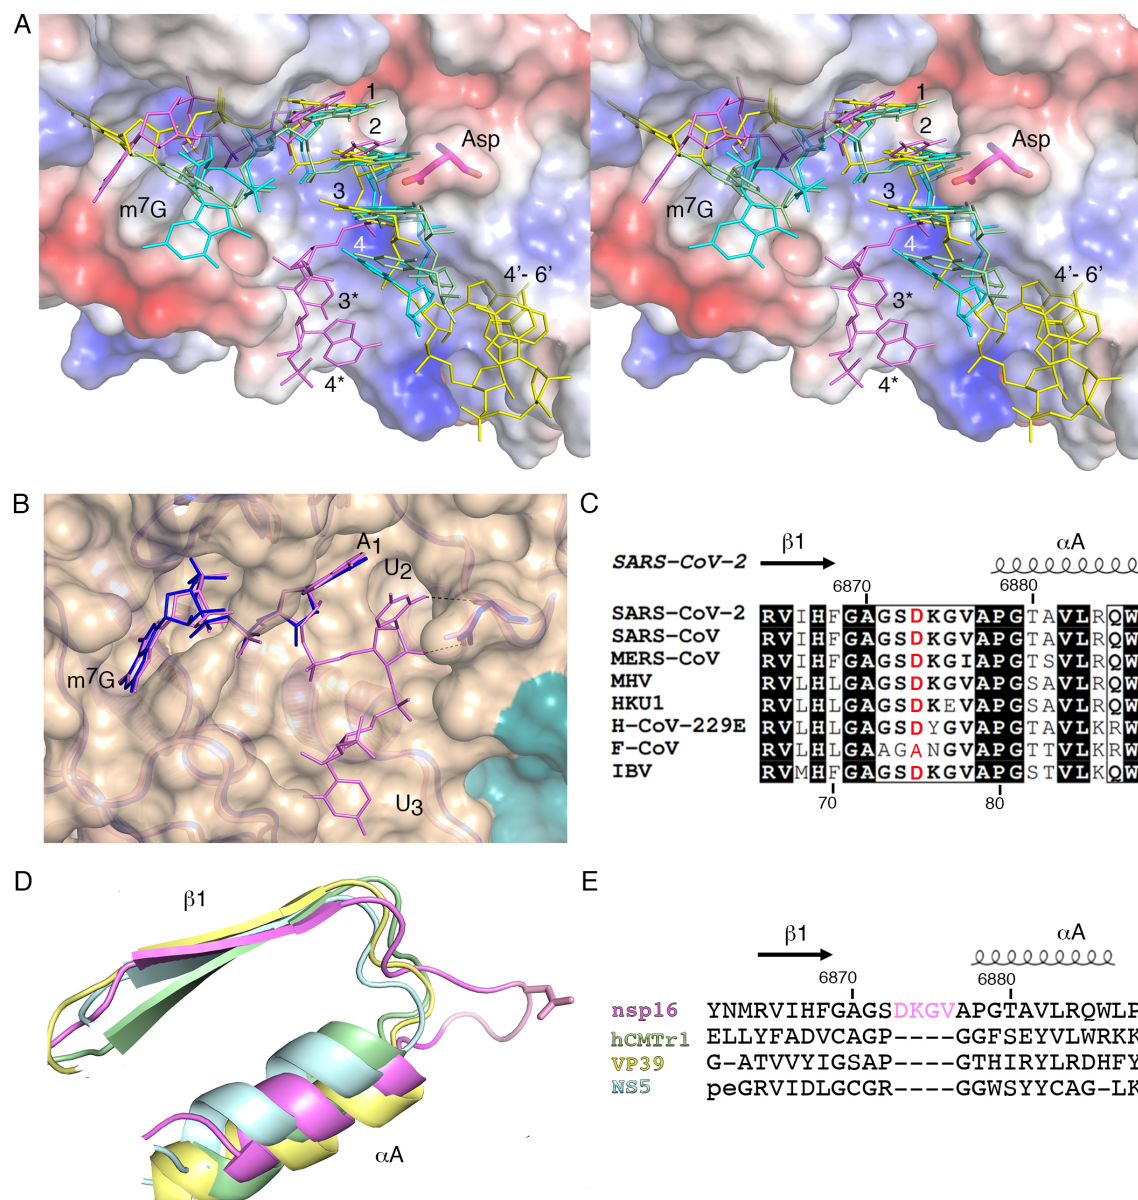 A
1
2
Asp
3
m7G
4
4’- 6’
3*
4*
1
2
Asp
3
m7G
4
4’- 6’
3*
4*
B
A1
U2
m7G
U3
C
β1
αA
SARS-CoV-2
6870
6880
SARS-CoV-2 RVIHFGAGSDKGVAPGTAVLRQW
SARS-CoV RVIHFGAGSDKGVAPGTAVLRQW
MERS-CoV RVIHFGAGSDKGIAPGTSVLRQW
MHV RVLHLGAGSDKGVAPGSAVLRQW
HKU1 RVLHLGAGSDKEVAPGSAVLRQW
H-CoV-229E RVLHLGAGSDYGVAPGSTVLKRW
F-CoV RVLHLGAAGANGVAPGTTVLKRW
IBV RVMHFGAGSDKGVAPGSTVLKQW
70
80
D
β1
αA
E
β1
αA
6870
6880
nsp16 YNMRVIHFGAGSDKGVAPGTAVLRQWLP
hCMTr1 ELLYFADVCAGP----GGFSEYVLWRKK
VP39 G-ATVVYIGSAP----GTHIRYLRDHFY
NS5 peGRVIDLGCGR----GGWSYYCAG-LK